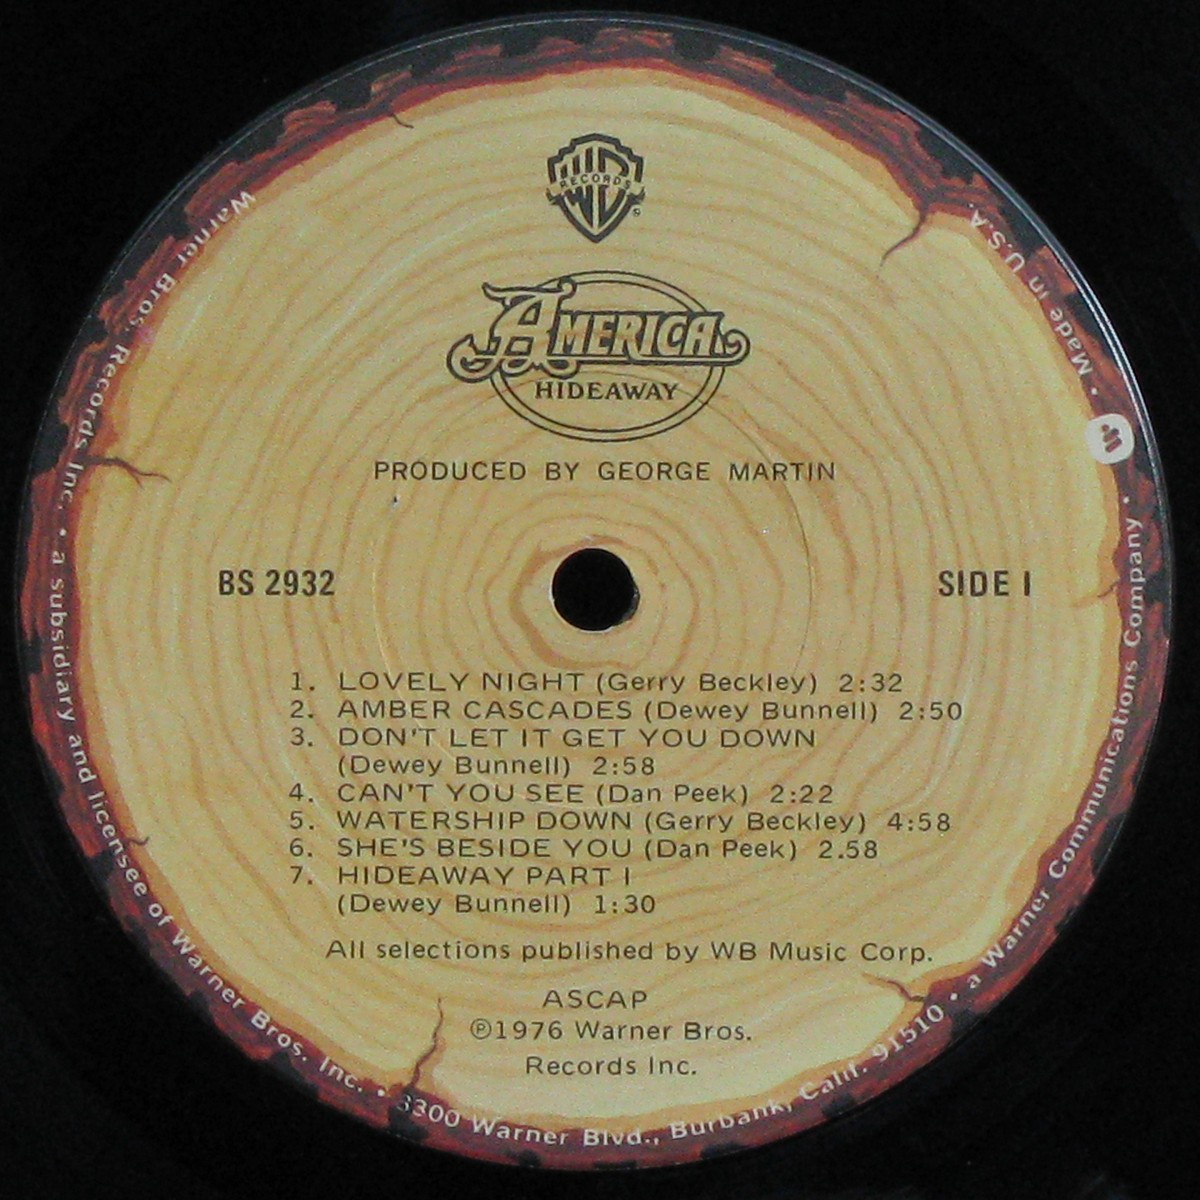 WB
RECORDS
®
AMERICA
HIDEAWAY
PRODUCED BY GEORGE MARTIN
BS 2932
SIDE I
1. LOVELY NIGHT (Gerry Beckley) 2:32
2. AMBER CASCADES (Dewey Bunnell) 2:50
3. DON'T LET IT GET YOU DOWN
(Dewey Bunnell) 2:58
4. CAN'T YOU SEE (Dan Peek) 2:22
5. WATERSHIP DOWN (Gerry Beckley) 4:58
6. SHE'S BESIDE YOU (Dan Peek) 2.58
7. HIDEAWAY PART I
(Dewey Bunnell) 1:30
All selections published by WB Music Corp.
ASCAP
℗1976 Warner Bros.
Records Inc.
Warner Bros. Records Inc. • a subsidiary and licensee of Warner Bros. Inc. • 3300 Warner Blvd., Burbank, Calif. 91510 • a Warner Communications Company. • Made in U.S.A.